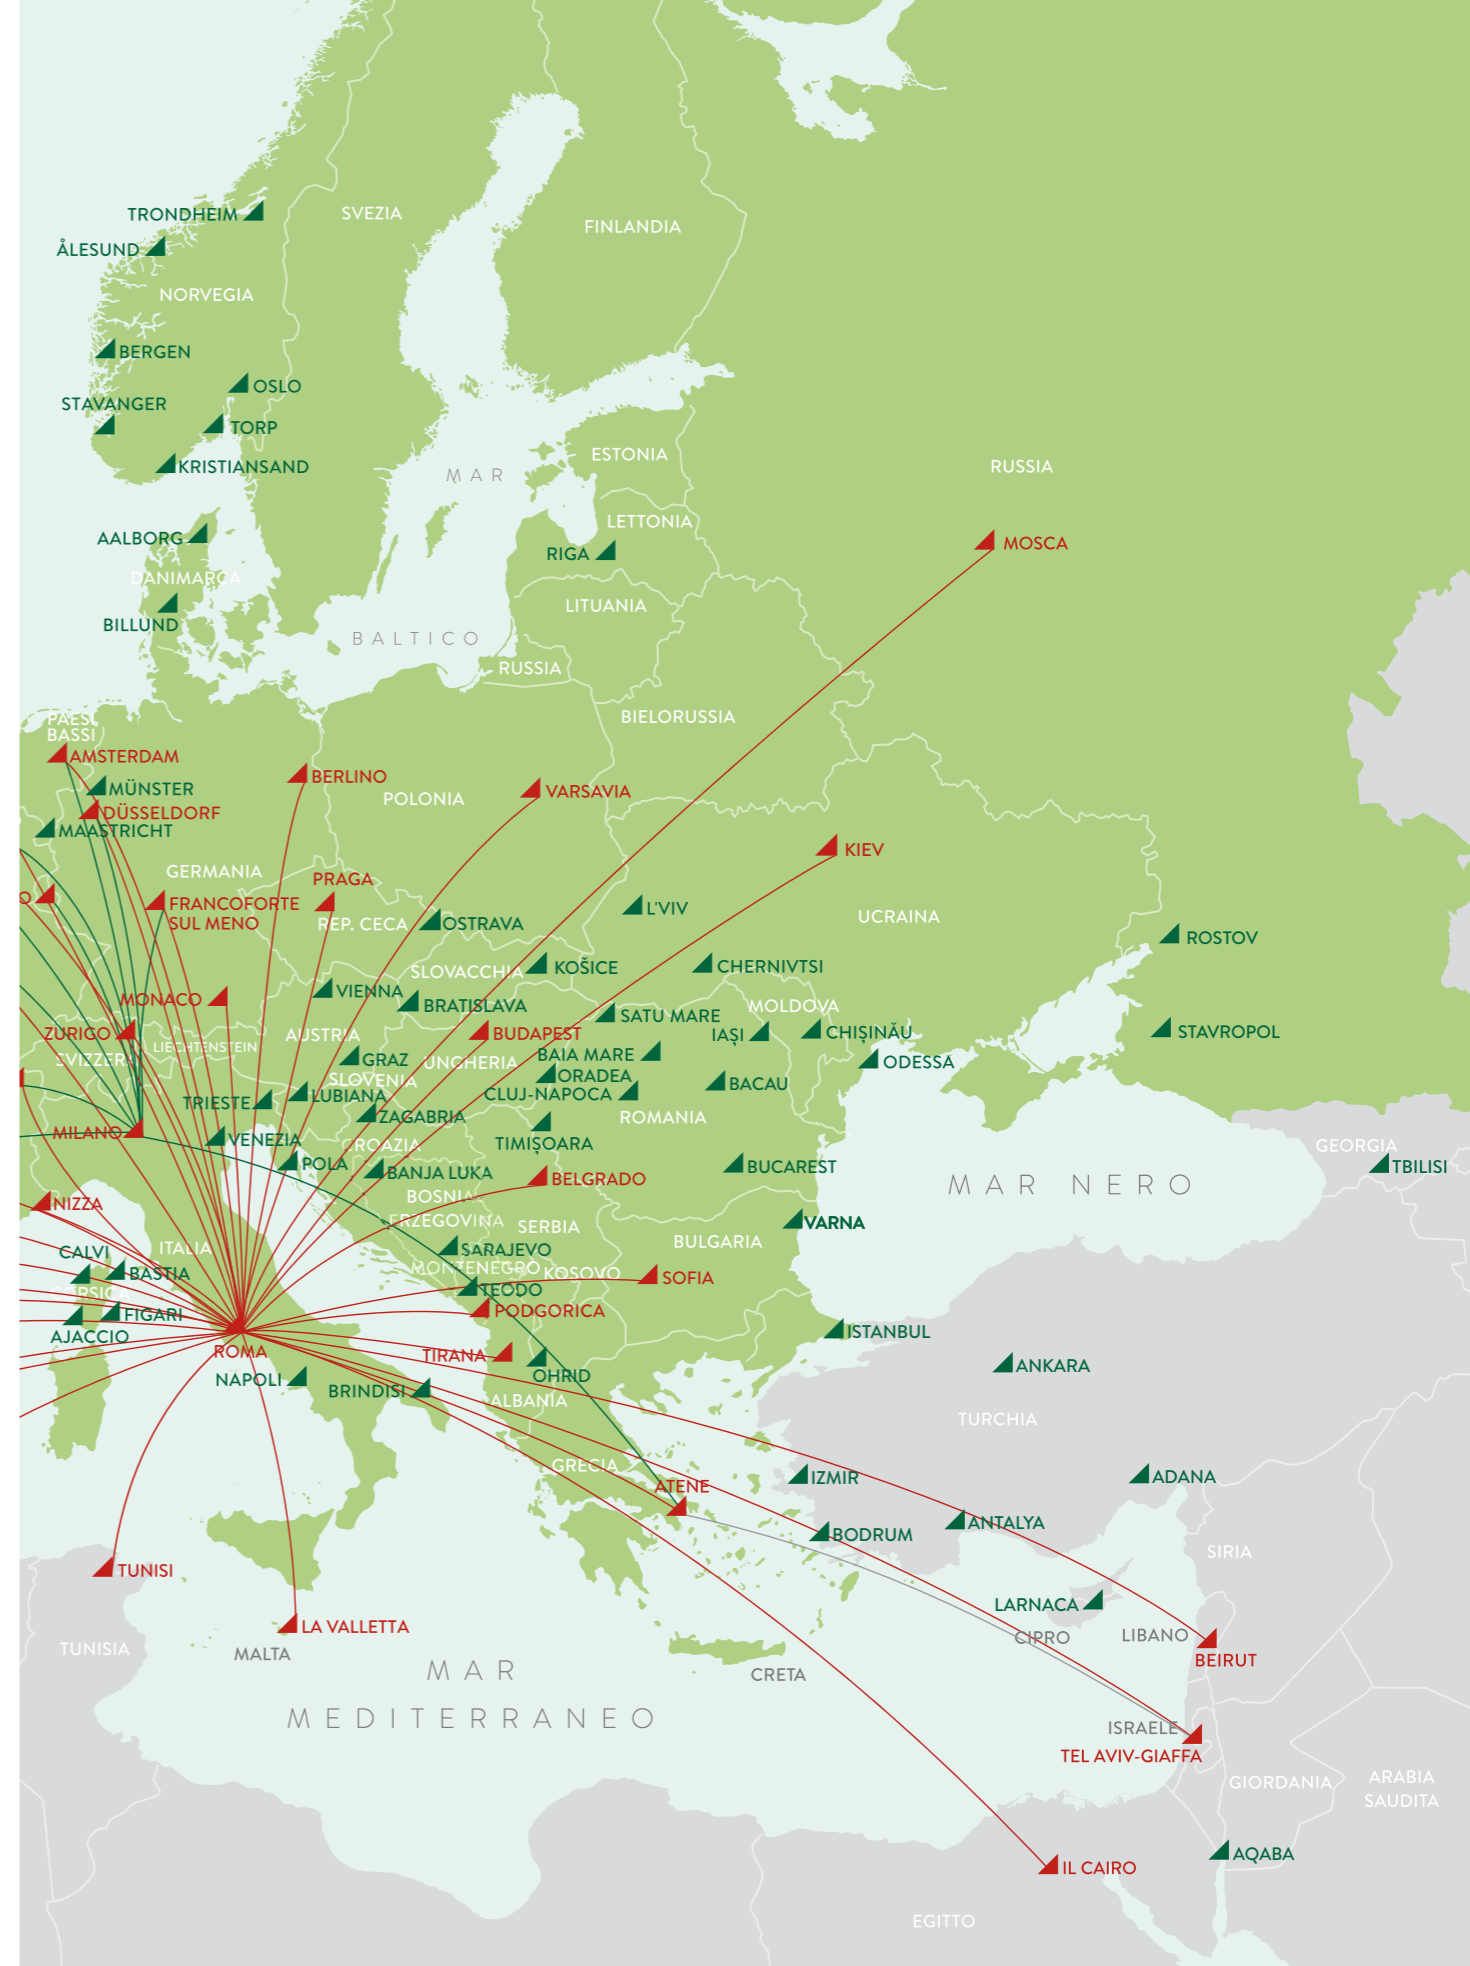 TRONDHEIM
SVEZIA
FINLANDIA
ÅLESUND
NORVEGIA
BERGEN
OSLO
STAVANGER
TORP
KRISTIANSAND
MAR
ESTONIA
RUSSIA
LETTONIA
AALBORG
RIGA
MOSCA
DANIMARCA
LITUANIA
BILLUND
BALTICO
RUSSIA
PAESI
BASSI
BIELORUSSIA
AMSTERDAM
BERLINO
MÜNSTER
POLONIA
VARSAVIA
DÜSSELDORF
MAASTRICHT
KIEV
GERMANIA
PRAGA
O
FRANCOFORTE
SUL MENO
REP. CECA
OSTRAVA
L'VIV
UCRAINA
ROSTOV
SLOVACCHIA
KOŠICE
CHERNIVTSI
MONACO
VIENNA
BRATISLAVA
MOLDOVA
SATU MARE
ZURIGO
LIECHTENSTEIN
AUSTRIA
BUDAPEST
IAȘI
CHIȘINĂU
STAVROPOL
SVIZZERA
GRAZ
UNGHERIA
BAIA MARE
ODESSA
SLOVENIA
ORADEA
BACAU
TRIESTE
LUBIANA
CLUJ-NAPOCA
ZAGABRIA
ROMANIA
MILANO
VENEZIA
CROAZIA
TIMIȘOARA
GEORGIA
POLA
BANJA LUKA
BUCAREST
TBILISI
BELGRADO
MAR NERO
NIZZA
BOSNIA
ERZEGOVINA
SERBIA
VARNA
CALVI
ITALIA
SARAJEVO
BULGARIA
BASTIA
MONTENEGRO
KOSOVO
SOFIA
CORSICA
TEODO
FIGARI
PODGORICA
AJACCIO
ISTANBUL
ROMA
TIRANA
ANKARA
NAPOLI
BRINDISI
OHRID
ALBANIA
TURCHIA
GRECIA
IZMIR
ADANA
ATENE
BODRUM
ANTALYA
SIRIA
TUNISI
LARNACA
LA VALLETTA
CIPRO
LIBANO
TUNISIA
MALTA
BEIRUT
MAR
CRETA
MEDITERRANEO
ISRAELE
TEL AVIV-GIAFFA
GIORDANIA
ARABIA
SAUDITA
AQABA
IL CAIRO
EGITTO